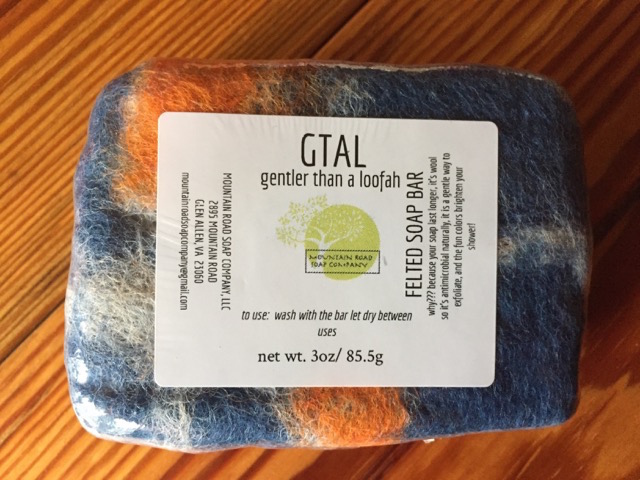 GTAL
gentler than a loofah
MOUNTAIN ROAD
SOAP COMPANY
MOUNTAIN ROAD SOAP COMPANY, LLC
2895 MOUNTAIN ROAD
GLEN ALLEN, VA 23060
mountainroadsoapcompany@gmail.com
FELTED SOAP BAR
why??? because your soap last longer, it's wool
so it's antimicrobial naturally, it is a gentle way to
exfoliate, and the fun colors brighten your
shower!
to use: wash with the bar let dry between
uses
net wt. 3oz/ 85.5g